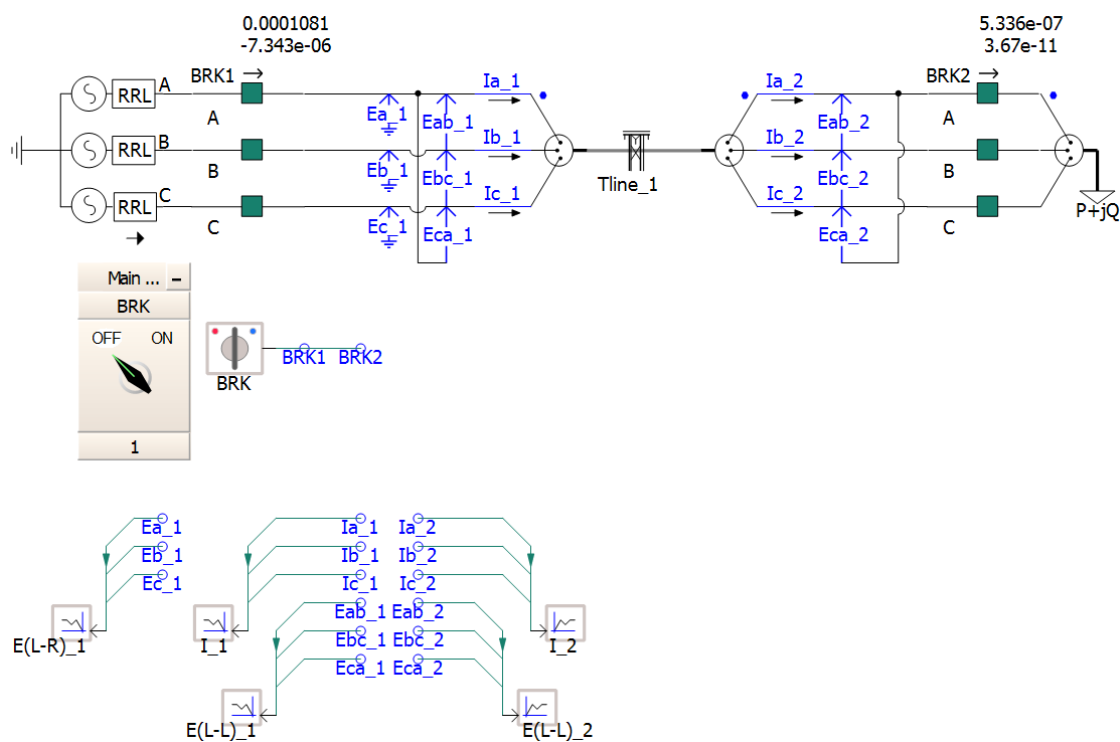 0.0001081
-7.343e-06
5.336e-07
3.67e-11
BRK1
BRK2
RRL A
A
Ia_1
Ia_2
A
Ea_1
Eab_1
Eab_2
RRL B
B
Eb_1
Ib_1
Ib_2
B
Ebc_1
Tline_1
Ebc_2
RRL C
C
Ec_1
Ic_1
Ic_2
C
P+jQ
Eca_1
Eca_2
Main ... –
BRK
OFF ON
1
BRK
BRK1 BRK2
Ea_1
Eb_1
Ec_1
E(L-R)_1
Ia_1 Ia_2
Ib_1 Ib_2
Ic_1 Ic_2
Eab_1 Eab_2
I_1
I_2
Ebc_1 Ebc_2
Eca_1 Eca_2
E(L-L)_1
E(L-L)_2